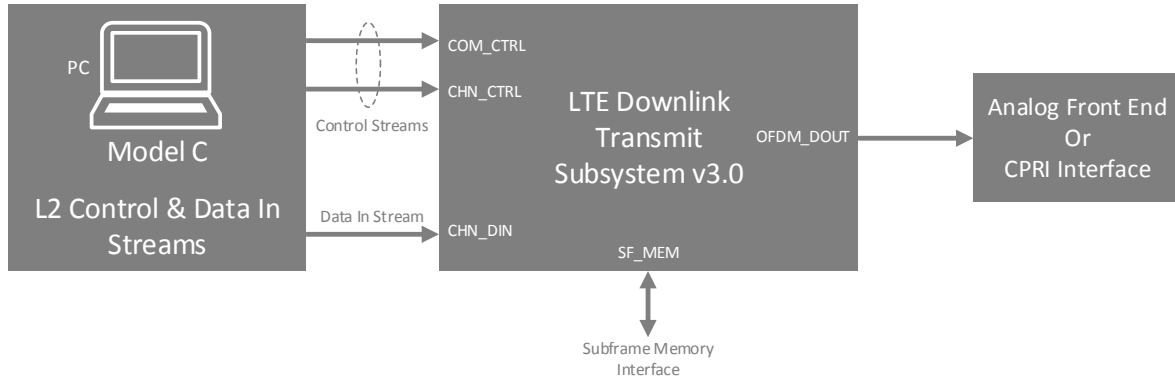 PC
Model C
L2 Control & Data In
Streams
Control Streams
Data In Stream
COM_CTRL
CHN_CTRL
CHN_DIN
LTE Downlink
Transmit
Subsystem v3.0
OFDM_DOUT
SF_MEM
Subframe Memory
Interface
Analog Front End
Or
CPRI Interface